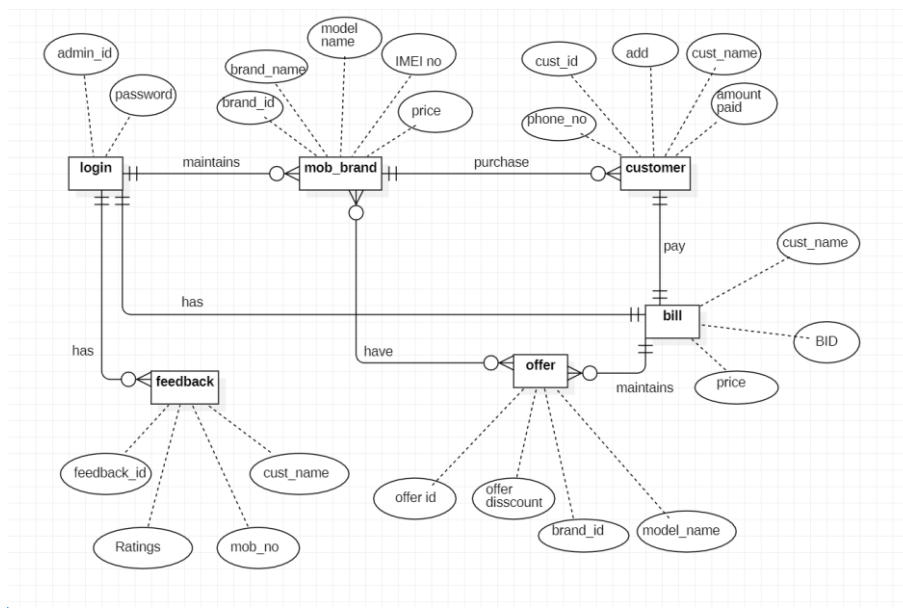 model
name
admin_id
IMEI no
add
cust_name
cust_id
brand_name
password
brand_id
price
amount
paid
phone_no
login
maintains
mob_brand
purchase
customer
pay
cust_name
has
bill
BID
has
have
offer
feedback
maintains
price
feedback_id
cust_name
offer id
offer
disscount
brand_id
model_name
Ratings
mob_no